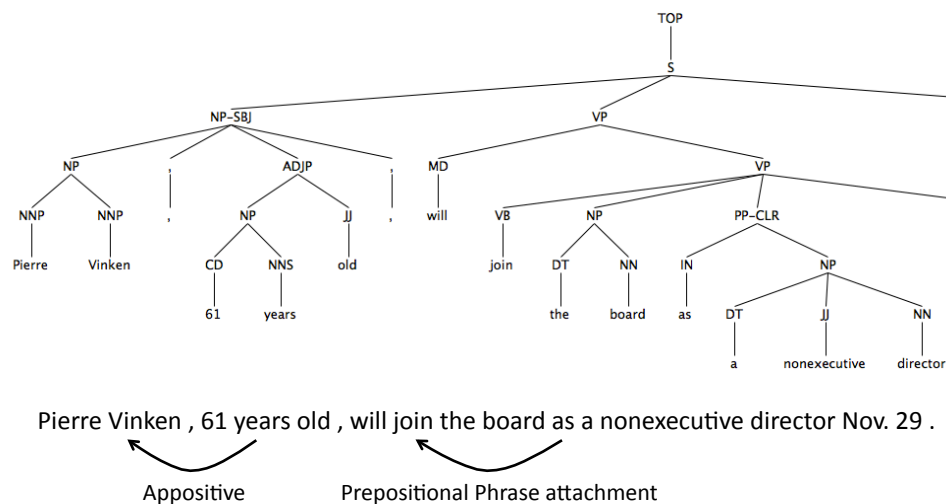 TOP
S
NP-SBJ VP
NP , ADJP , MD VP
NNP NNP , NP JJ , will VB NP PP-CLR
Pierre Vinken CD NNS old join DT NN IN NP
61 years the board as DT JJ NN
a nonexecutive director
Pierre Vinken , 61 years old , will join the board as a nonexecutive director Nov. 29 .
Appositive Prepositional Phrase attachment